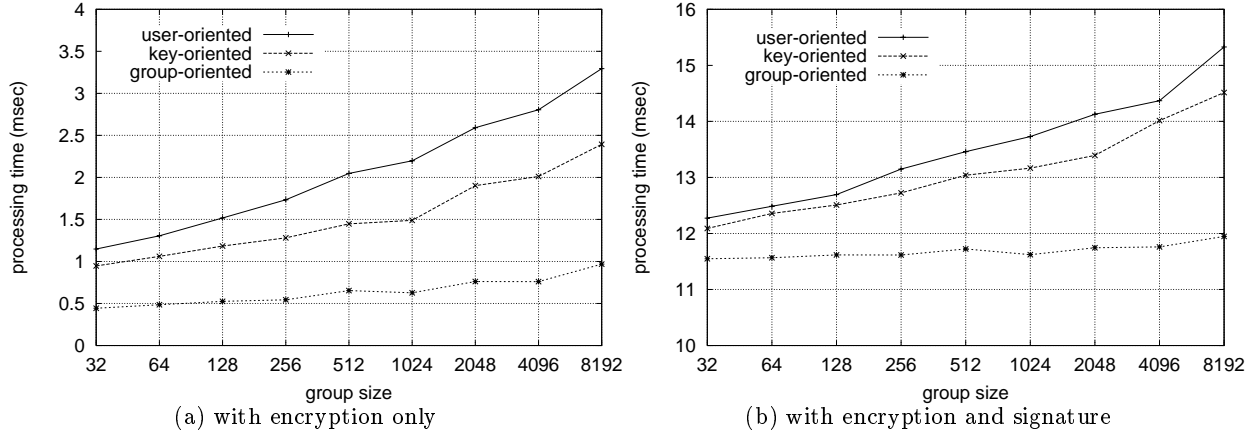 4
3.5
3
2.5
2
1.5
1
0.5
0
processing time (msec)
user-oriented
key-oriented
group-oriented
32 64 128 256 512 1024 2048 4096 8192
group size
(a) with encryption only
16
15
14
13
12
11
10
processing time (msec)
user-oriented
key-oriented
group-oriented
32 64 128 256 512 1024 2048 4096 8192
group size
(b) with encryption and signature